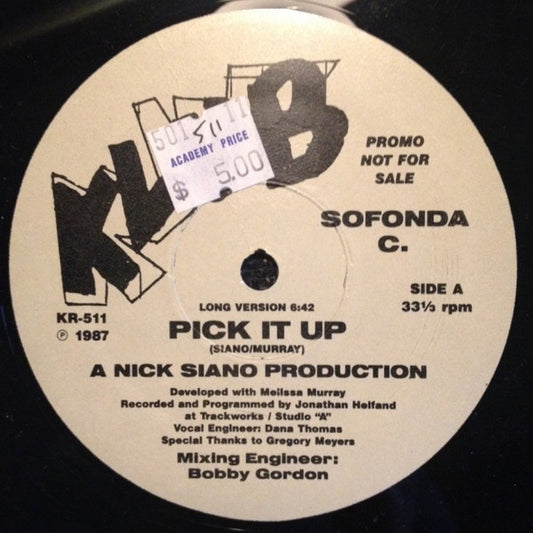 KLUB
501 11
511
ACADEMY PRICE
$ 5.00
PROMO
NOT FOR
SALE
SOFONDA
C.
SIDE A
33⅓ rpm
KR-511
℗ 1987
LONG VERSION 6:42
PICK IT UP
(SIANO/MURRAY)
A NICK SIANO PRODUCTION
Developed with Meilssa Murray
Recorded and Programmed by Jonathan Helfand
at Trackworks / Studio "A"
Vocal Engineer: Dana Thomas
Special Thanks to Gregory Meyers
Mixing Engineer:
Bobby Gordon